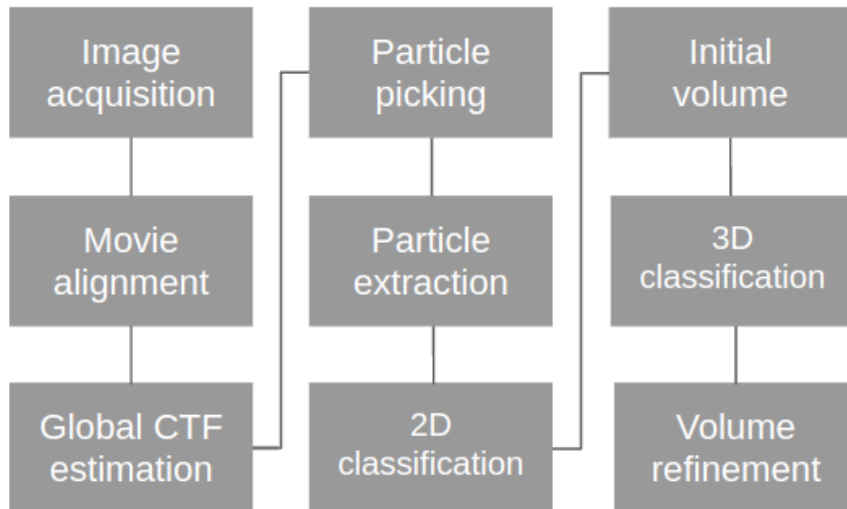 Image
acquisition
Movie
alignment
Global CTF
estimation
Particle
picking
Particle
extraction
2D
classification
Initial
volume
3D
classification
Volume
refinement